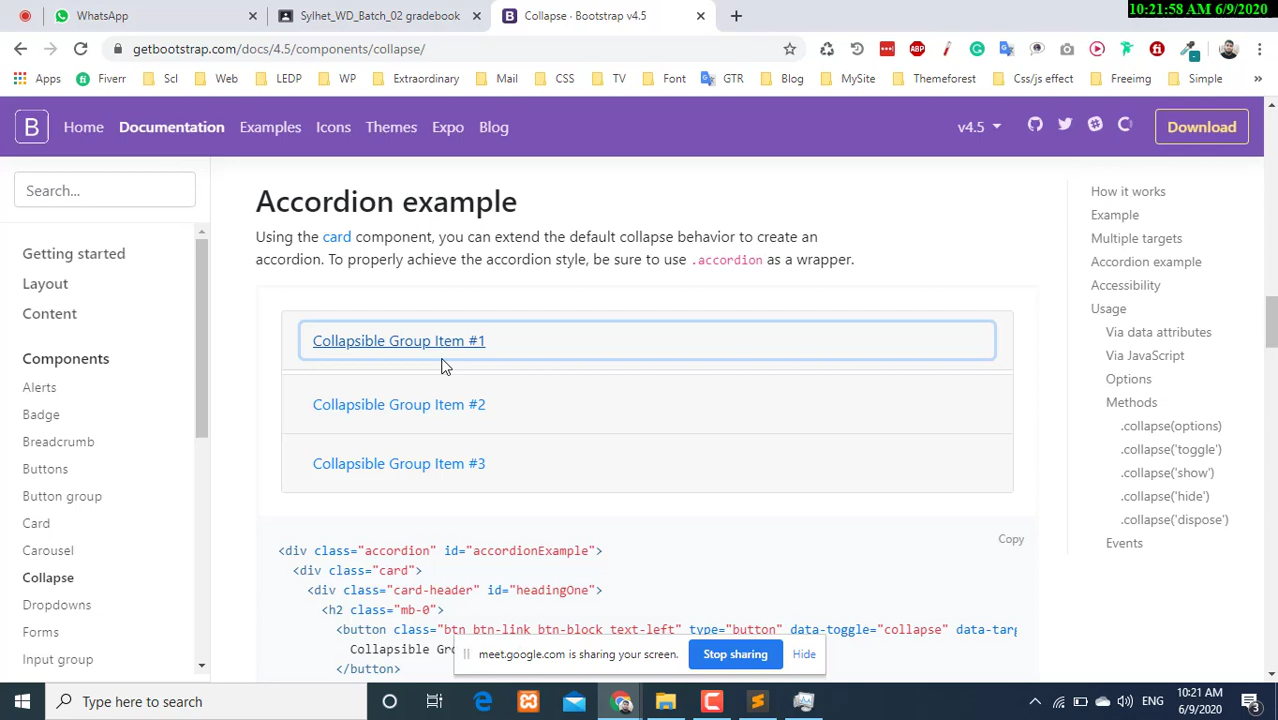 WhatsApp
Sylhet_WD_Batch_02 gradebook
Collapse · Bootstrap v4.5
10:21:58 AM 6/9/2020
getbootstrap.com/docs/4.5/components/collapse/
Apps Fiverr Scl Web LEDP WP Extraordinary Mail CSS TV Font GTR Blog MySite Themeforest Css/js effect Freeimg Simple »
B Home Documentation Examples Icons Themes Expo Blog v4.5 Download
Search...
Getting started
Layout
Content
Components
Alerts
Badge
Breadcrumb
Buttons
Button group
Card
Carousel
Collapse
Dropdowns
Forms
Input group
Accordion example
Using the card component, you can extend the default collapse behavior to create an
accordion. To properly achieve the accordion style, be sure to use .accordion as a wrapper.
Collapsible Group Item #1
Collapsible Group Item #2
Collapsible Group Item #3
Copy
<div class="accordion" id="accordionExample">
<div class="card">
<div class="card-header" id="headingOne">
<h2 class="mb-0">
<button class="btn btn-link btn-block text-left" type="button" data-toggle="collapse" data-targ
Collapsible Gro
</button>
How it works
Example
Multiple targets
Accordion example
Accessibility
Usage
Via data attributes
Via JavaScript
Options
Methods
.collapse(options)
.collapse('toggle')
.collapse('show')
.collapse('hide')
.collapse('dispose')
Events
meet.google.com is sharing your screen. Stop sharing Hide
Type here to search
ENG
10:21 AM
6/9/2020
3